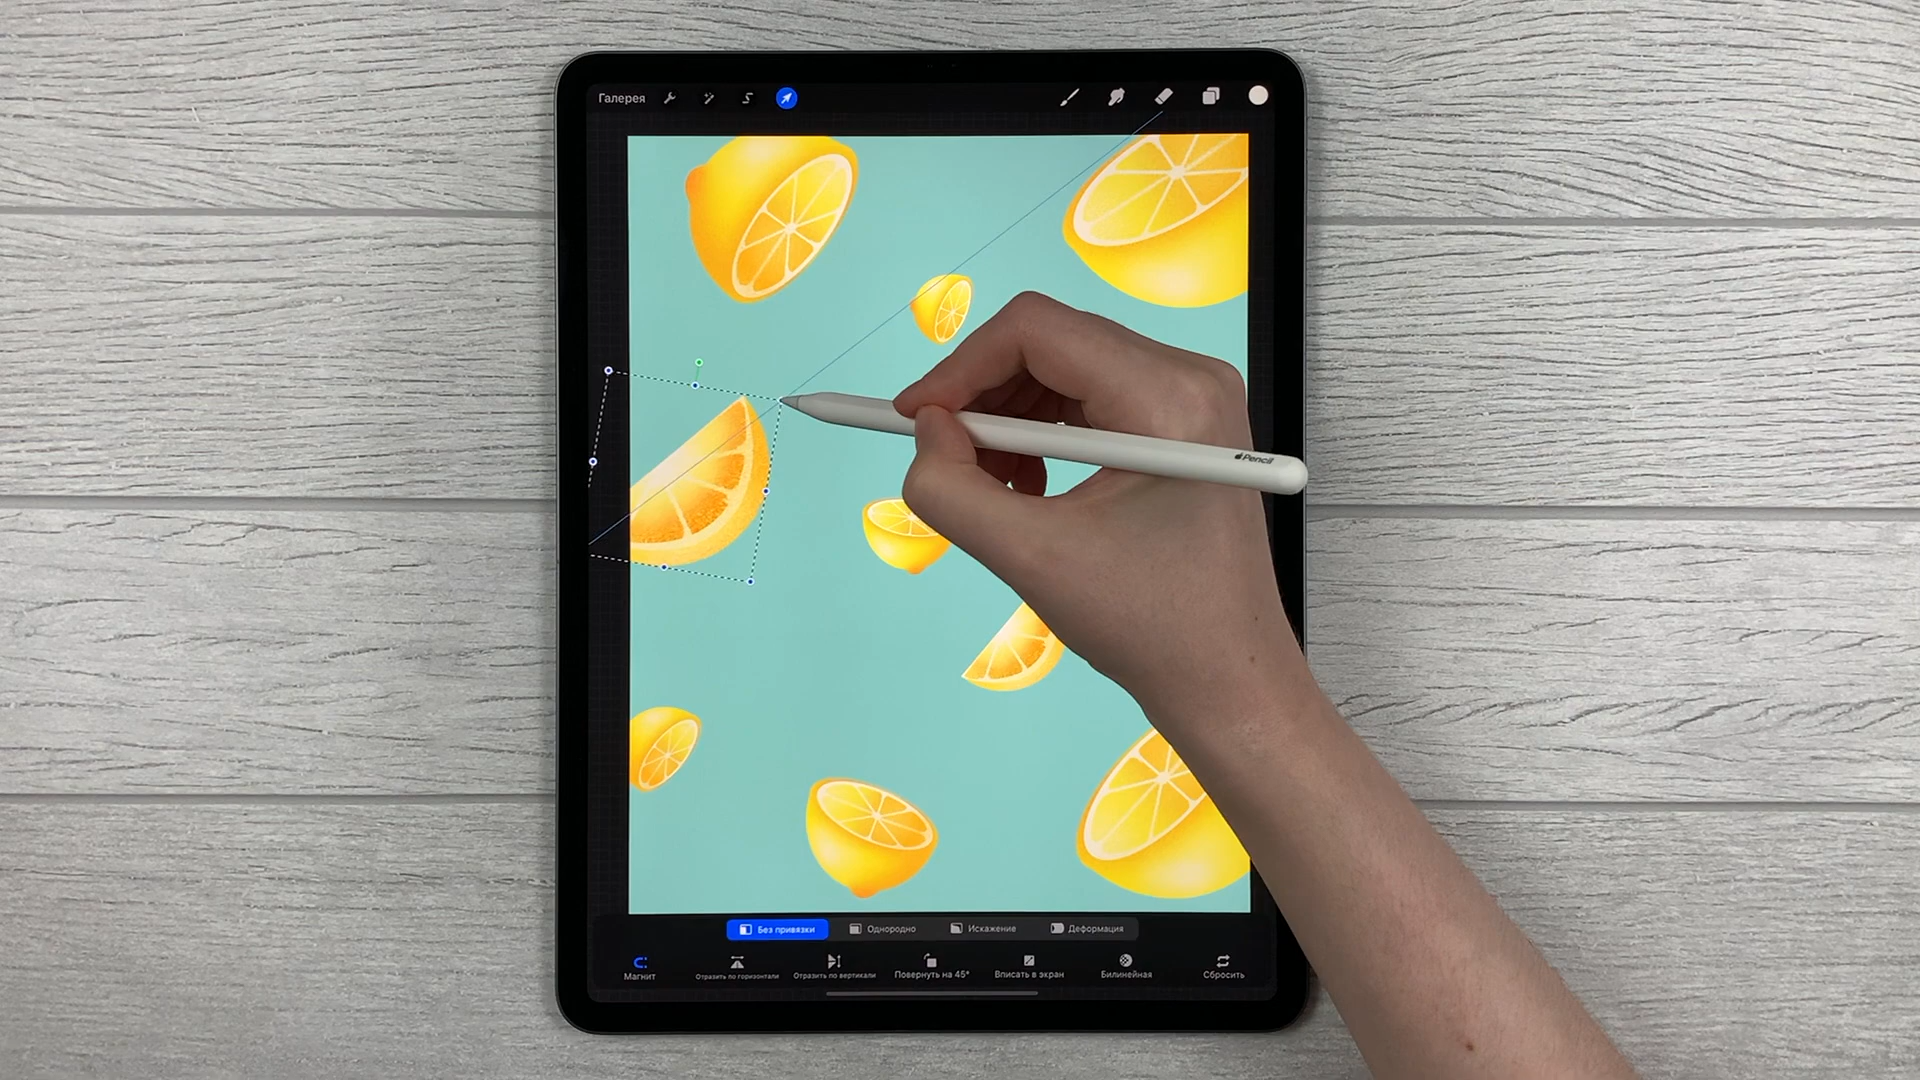 Галерея
Pencil
Без привязки
Однородно
Искажение
Деформация
Магнит
Отразить по горизонтали
Отразить по вертикали
Повернуть на 45°
Вписать в экран
Билинейная
Сбросить